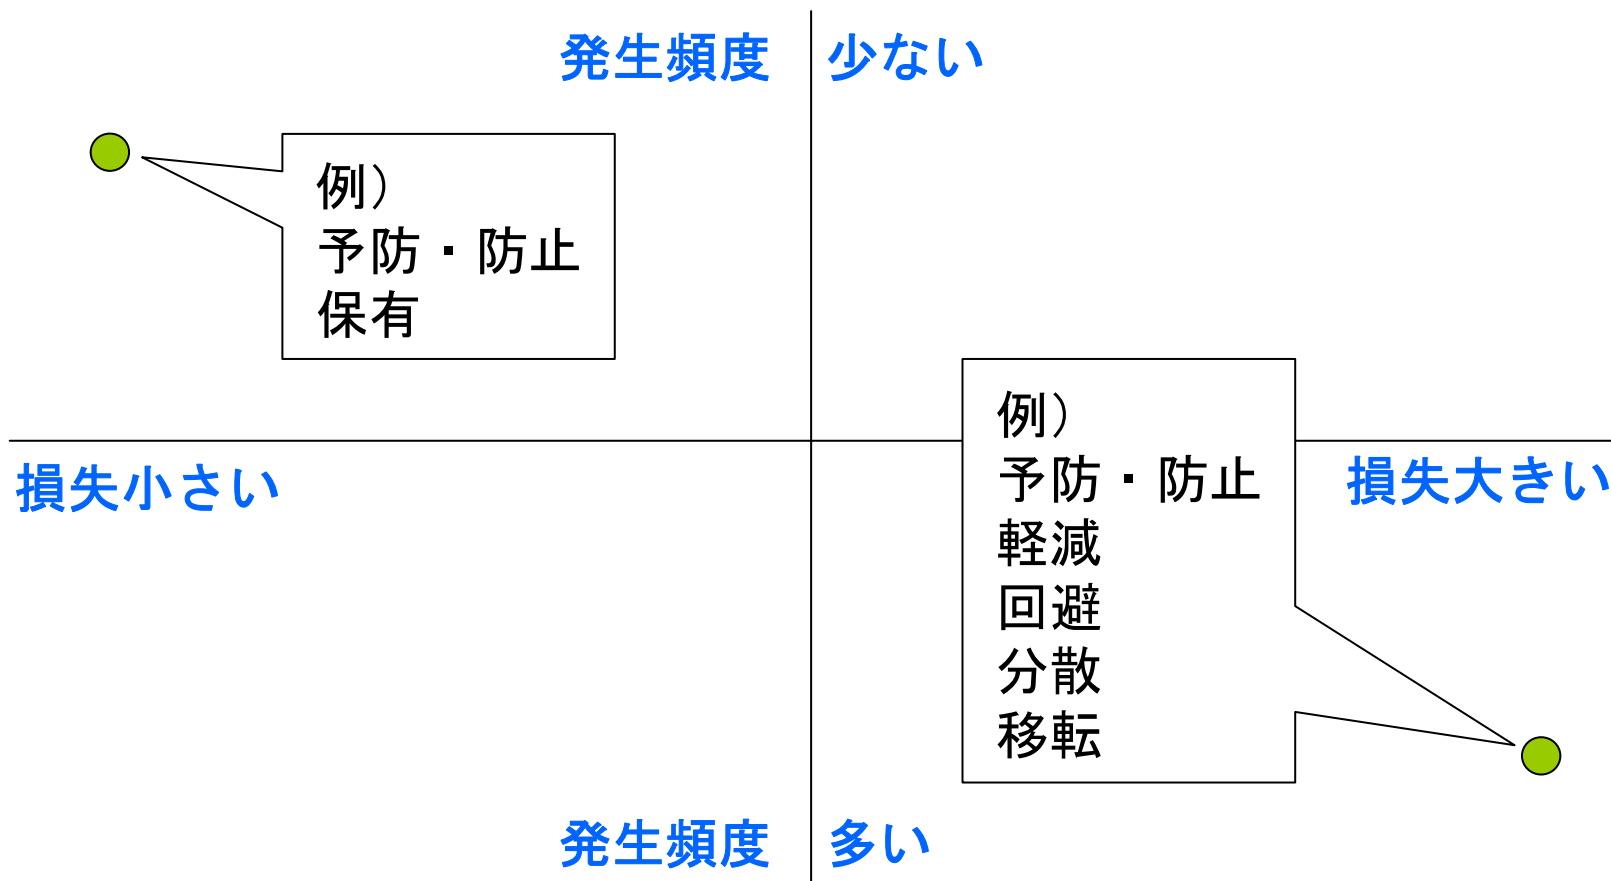 発生頻度 少ない
例）
予防・防止
保有
損失小さい
損失大きい
例）
予防・防止
軽減
回避
分散
移転
発生頻度 多い